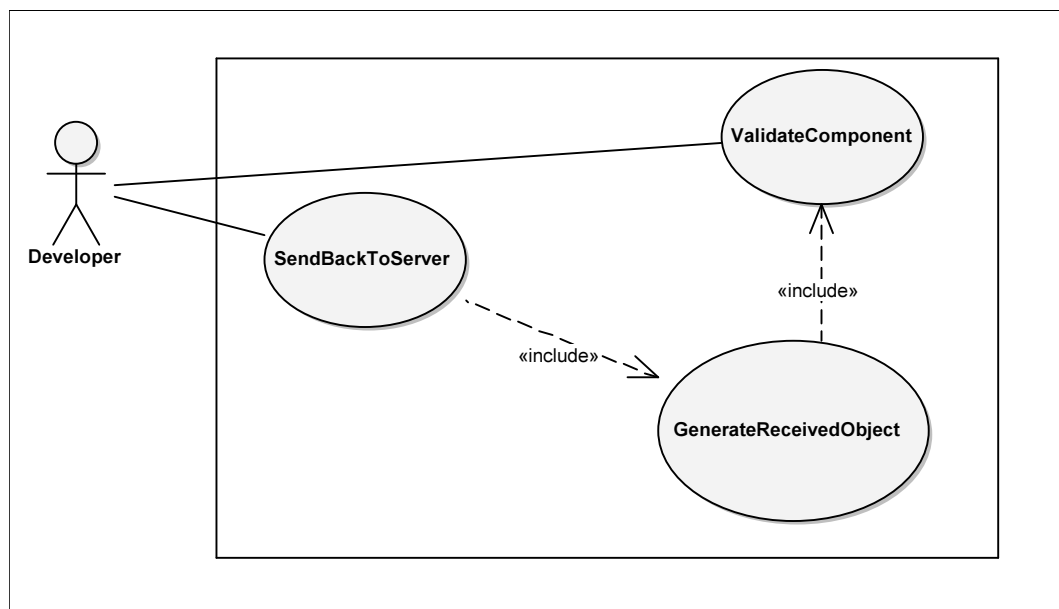 ValidateComponent
Developer
SendBackToServer
«include»
«include»
GenerateReceivedObject